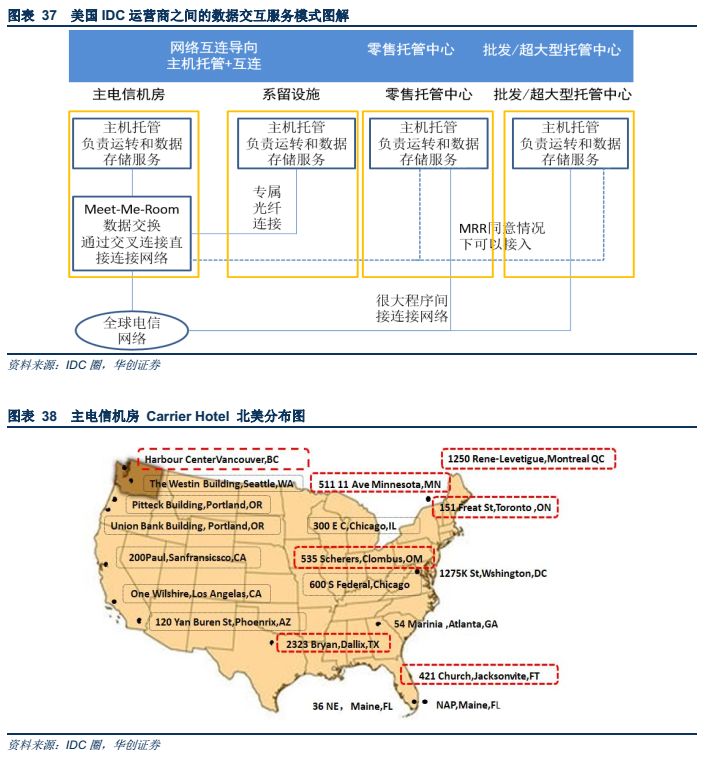 图表 37 美国 IDC 运营商之间的数据交互服务模式图解
网络互连导向
主机托管+互连
零售托管中心
批发/超大型托管中心
主电信机房
系留设施
零售托管中心
批发/超大型托管中心
主机托管
负责运转和数据
存储服务
主机托管
负责运转和数据
存储服务
主机托管
负责运转和数据
存储服务
主机托管
负责运转和数据
存储服务
专属
光纤
连接
Meet-Me-Room
数据交换
通过交叉连接直
接连接网络
MRR同意情况
下可以接入
很大程序间
接连接网络
全球电信
网络
资料来源：IDC 圈，华创证券
图表 38 主电信机房 Carrier Hotel 北美分布图
Harbour CenterVancouver,BC
1250 Rene-Levetigue,Montreal QC
The Westin Building,Seattle,WA
511 11 Ave Minnesota,MN
Pitteck Building,Portland,OR
151 Freat St,Toronto ,ON
Union Bank Building, Portland,OR
300 E C,Chicago,IL
200Paul,Sanfransicsco,CA
535 Scherers,Clombus,OM
1275K St,Wshington,DC
600 S Federal,Chicago
One Wilshire,Los Angelas,CA
120 Yan Buren St,Phoenrix,AZ
54 Marinia ,Atlanta,GA
2323 Bryan,Dallix,TX
421 Church,Jacksonvite,FT
36 NE， Maine,FL
NAP,Maine,FL
资料来源：IDC 圈，华创证券